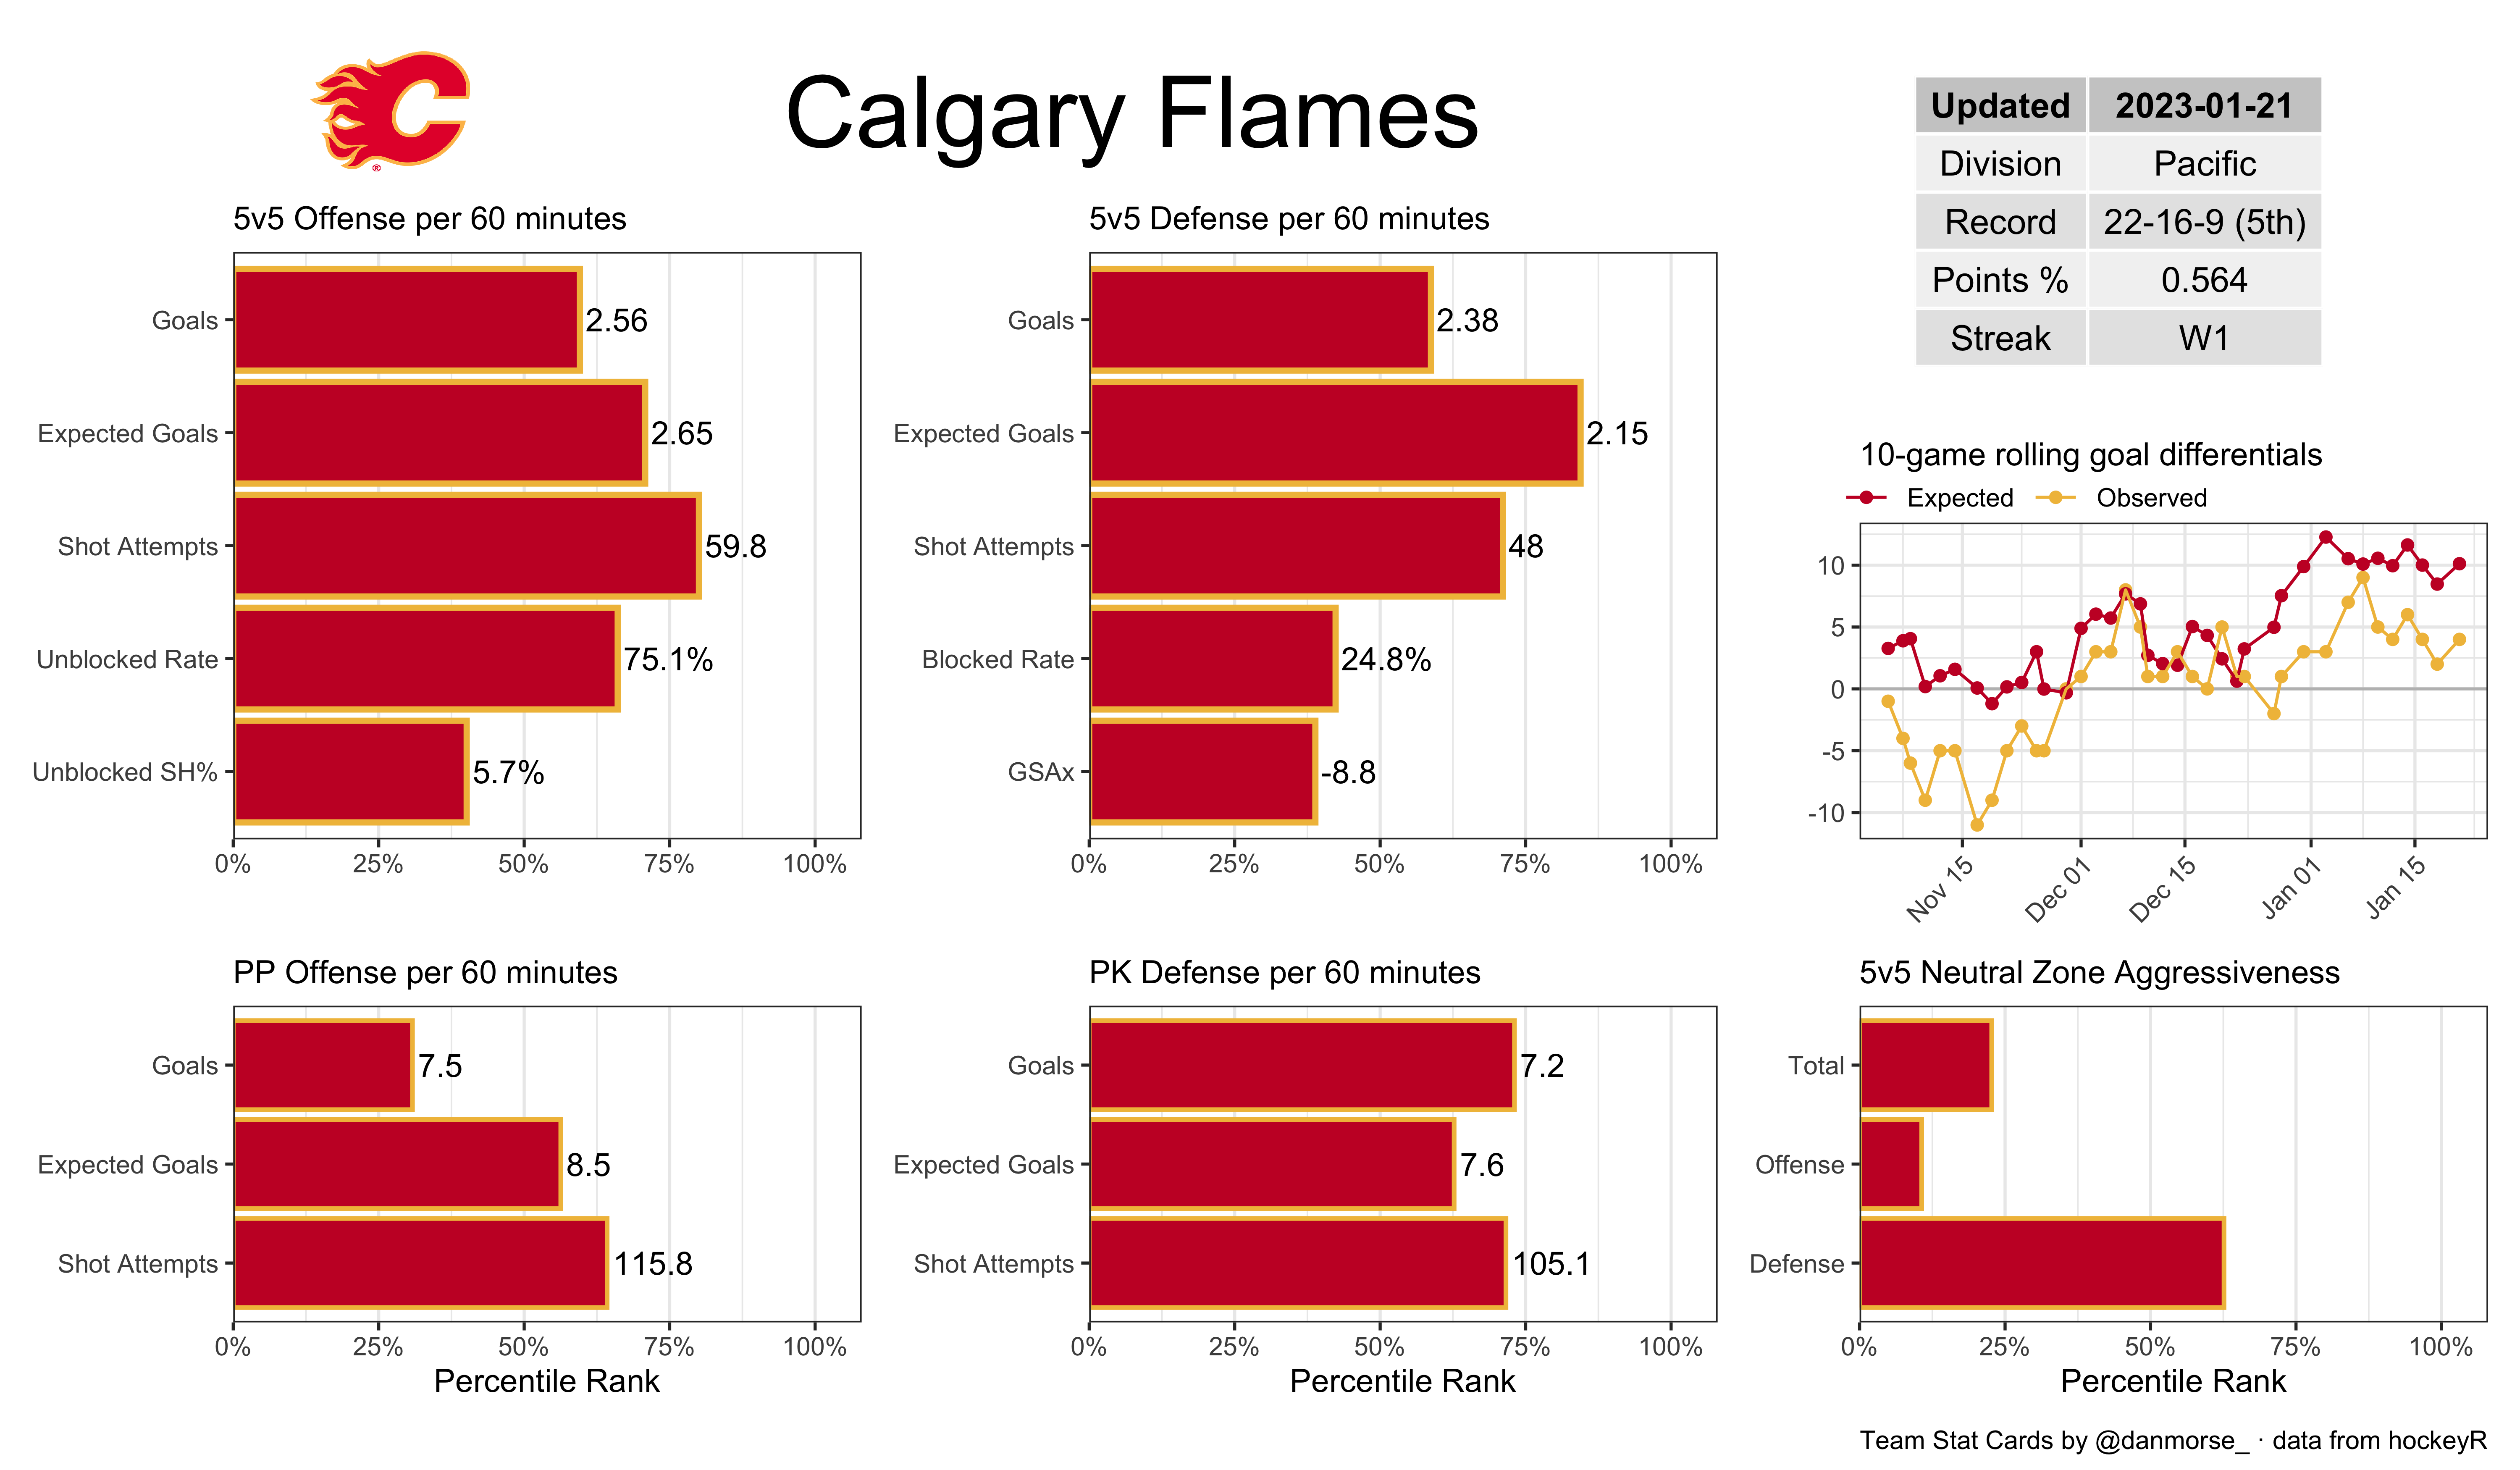 Calgary Flames
Updated 2023-01-21
Division Pacific
Record 22-16-9 (5th)
Points % 0.564
Streak W1
5v5 Offense per 60 minutes
Goals 2.56
Expected Goals 2.65
Shot Attempts 59.8
Unblocked Rate 75.1%
Unblocked SH% 5.7%
0% 25% 50% 75% 100%
5v5 Defense per 60 minutes
Goals 2.38
Expected Goals 2.15
Shot Attempts 48
Blocked Rate 24.8%
GSAx -8.8
0% 25% 50% 75% 100%
10-game rolling goal differentials
Expected Observed
10
5
0
-5
-10
Nov 15 Dec 01 Dec 15 Jan 01 Jan 15
PP Offense per 60 minutes
Goals 7.5
Expected Goals 8.5
Shot Attempts 115.8
0% 25% 50% 75% 100%
Percentile Rank
PK Defense per 60 minutes
Goals 7.2
Expected Goals 7.6
Shot Attempts 105.1
0% 25% 50% 75% 100%
Percentile Rank
5v5 Neutral Zone Aggressiveness
Total
Offense
Defense
0% 25% 50% 75% 100%
Percentile Rank
Team Stat Cards by @danmorse_ · data from hockeyR